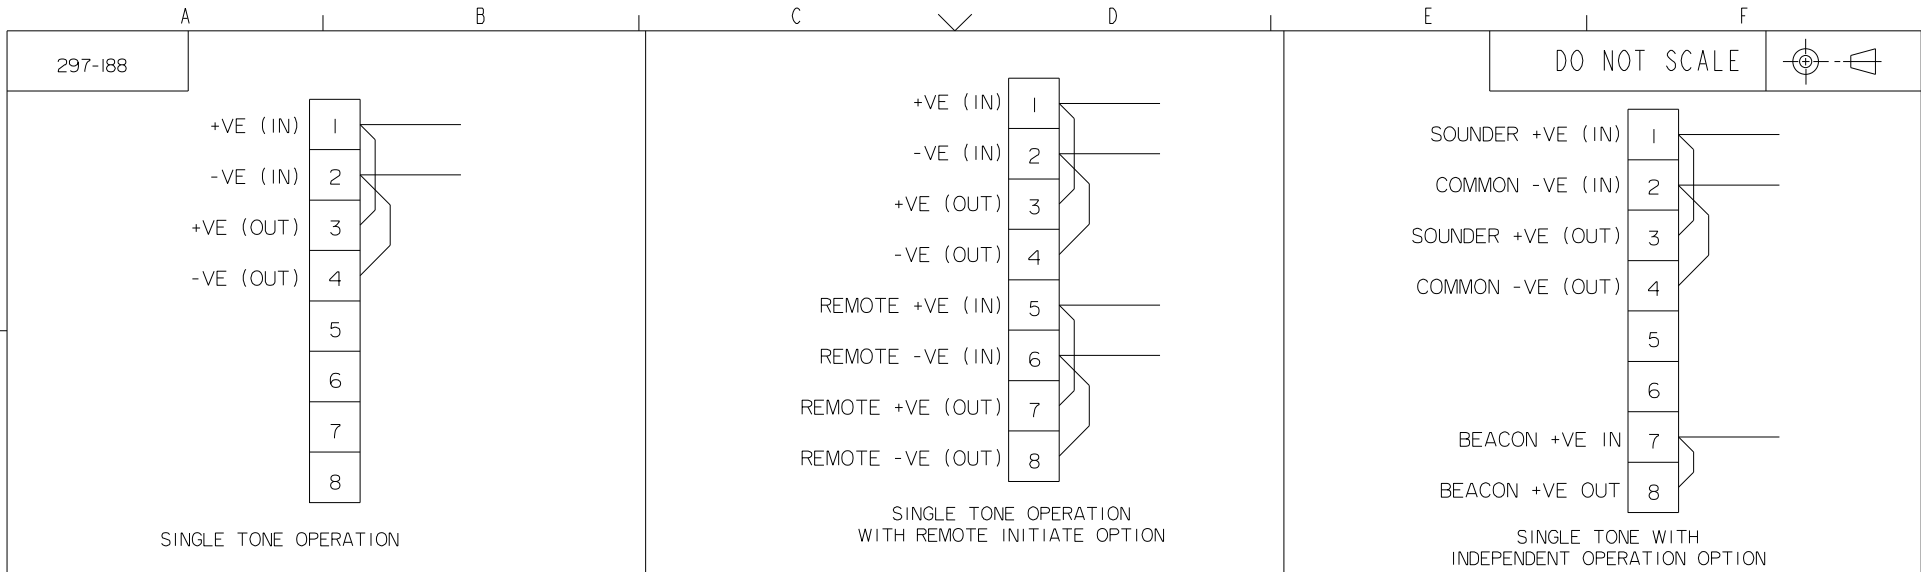 A B C D E F
297-188
DO NOT SCALE
+VE (IN) 1
-VE (IN) 2
+VE (OUT) 3
-VE (OUT) 4
5
6
7
8
SINGLE TONE OPERATION
+VE (IN) 1
-VE (IN) 2
+VE (OUT) 3
-VE (OUT) 4
REMOTE +VE (IN) 5
REMOTE -VE (IN) 6
REMOTE +VE (OUT) 7
REMOTE -VE (OUT) 8
SINGLE TONE OPERATION
WITH REMOTE INITIATE OPTION
SOUNDER +VE (IN) 1
COMMON -VE (IN) 2
SOUNDER +VE (OUT) 3
COMMON -VE (OUT) 4
5
6
BEACON +VE IN 7
BEACON +VE OUT 8
SINGLE TONE WITH
INDEPENDENT OPERATION OPTION